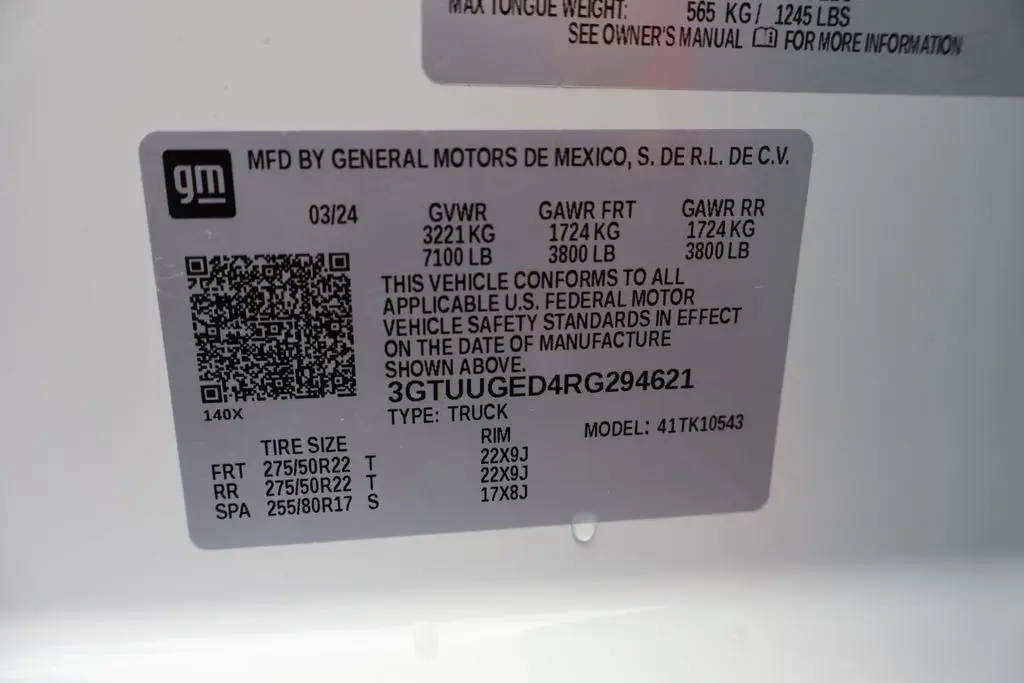 MAX TONGUE WEIGHT: 565 KG/ 1245 LBS
SEE OWNER'S MANUAL FOR MORE INFORMATION
gm
MFD BY GENERAL MOTORS DE MEXICO, S. DE R.L. DE C.V.
03/24 GVWR GAWR FRT GAWR RR
3221 KG 1724 KG 1724 KG
7100 LB 3800 LB 3800 LB
THIS VEHICLE CONFORMS TO ALL
APPLICABLE U.S. FEDERAL MOTOR
VEHICLE SAFETY STANDARDS IN EFFECT
ON THE DATE OF MANUFACTURE
SHOWN ABOVE.
3GTUUGED4RG294621
140X
TYPE: TRUCK
MODEL: 41TK10543
TIRE SIZE RIM
FRT 275/50R22 T 22X9J
RR 275/50R22 T 22X9J
SPA 255/80R17 S 17X8J